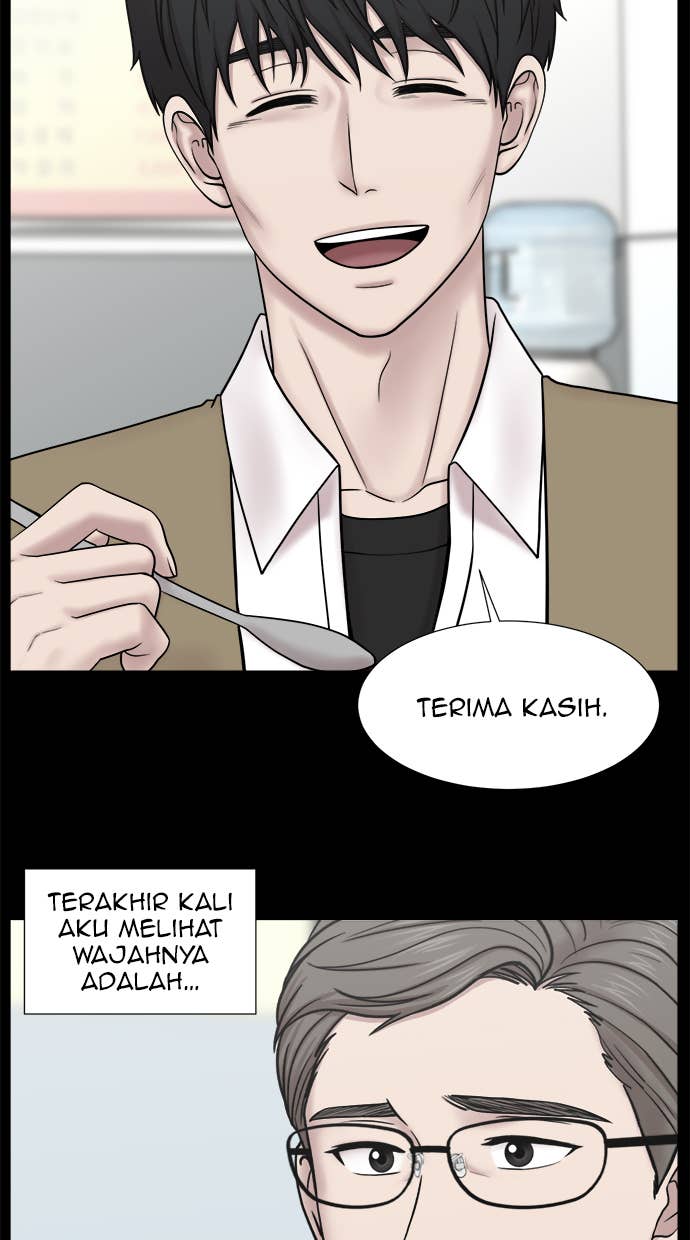 TERIMA KASIH.
TERAKHIR KALI
AKU MELIHAT
WAJAHNYA
ADALAH...